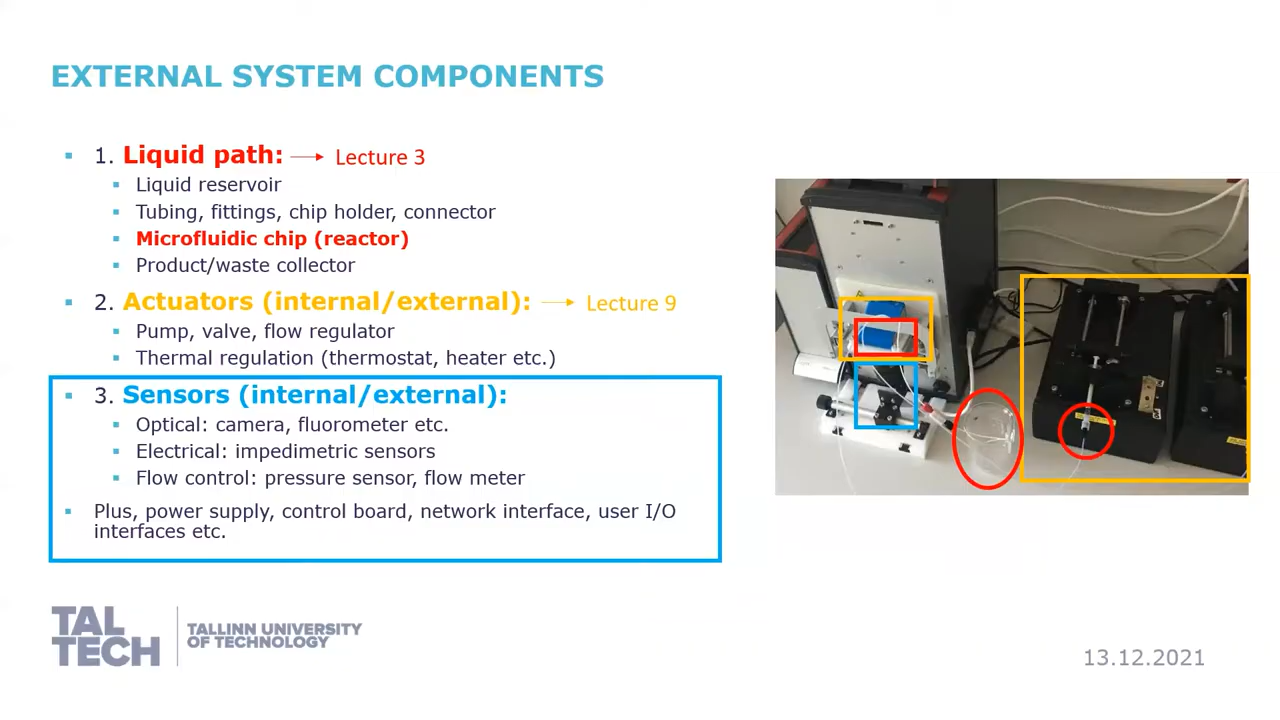 EXTERNAL SYSTEM COMPONENTS
1. Liquid path: Lecture 3
Liquid reservoir
Tubing, fittings, chip holder, connector
Microfluidic chip (reactor)
Product/waste collector
2. Actuators (internal/external): Lecture 9
Pump, valve, flow regulator
Thermal regulation (thermostat, heater etc.)
3. Sensors (internal/external):
Optical: camera, fluorometer etc.
Electrical: impedimetric sensors
Flow control: pressure sensor, flow meter
Plus, power supply, control board, network interface, user I/O
interfaces etc.
TAL
TECH
TALLINN UNIVERSITY
OF TECHNOLOGY
13.12.2021